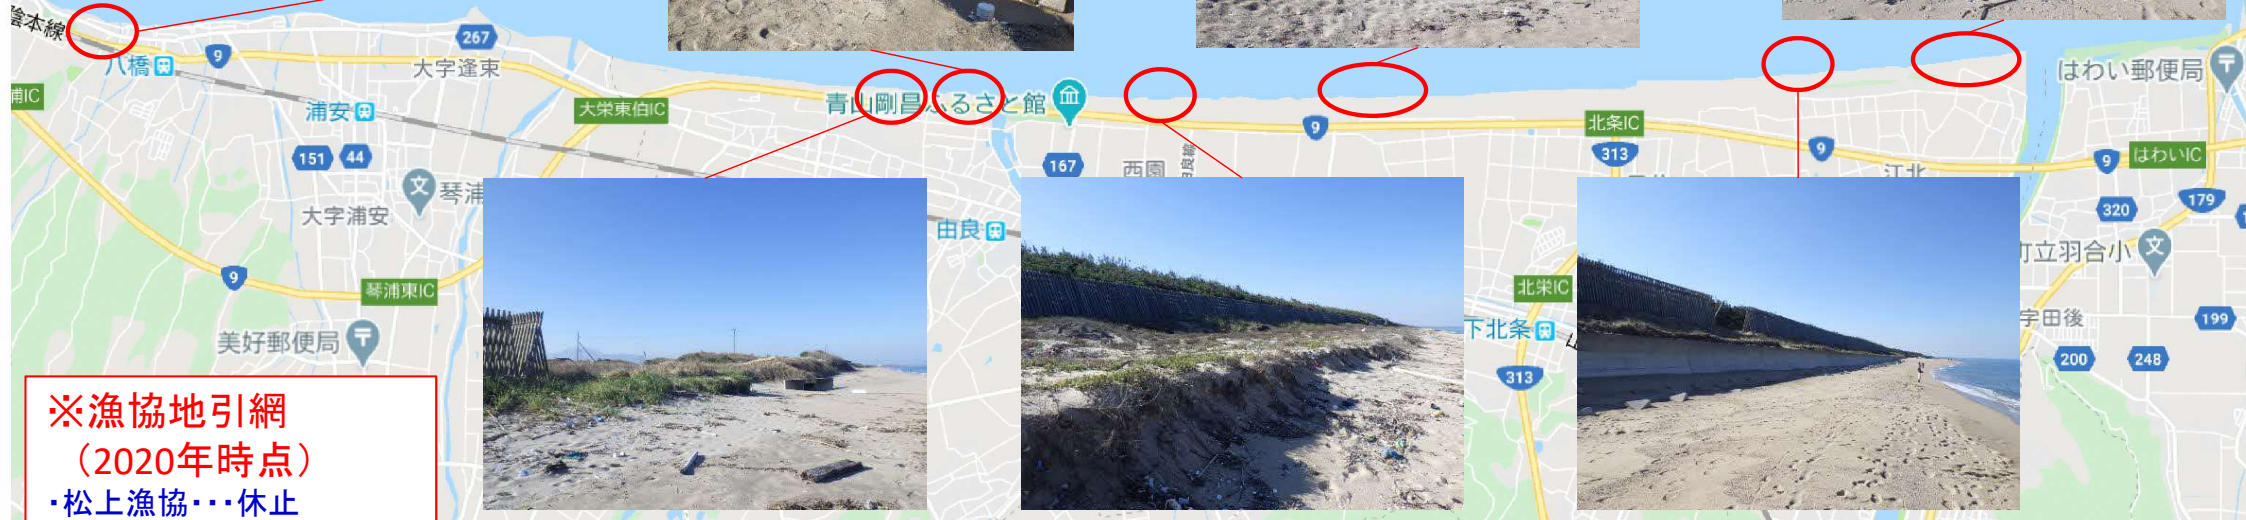 陰本線
八橋
9
267
大字逢東
浦IC
浦安
大栄東伯IC
青山剛昌ふるさと館
151
44
琴浦
大字浦安
9
琴浦東IC
美好郵便局
167
西園
由良
9
北条IC
313
9
江北
はわい郵便局
9
はわいIC
320
179
町立羽合小
北栄IC
下北条
313
字田後
199
200
248
※漁協地引網
（2020年時点）
・松上漁協・・・休止